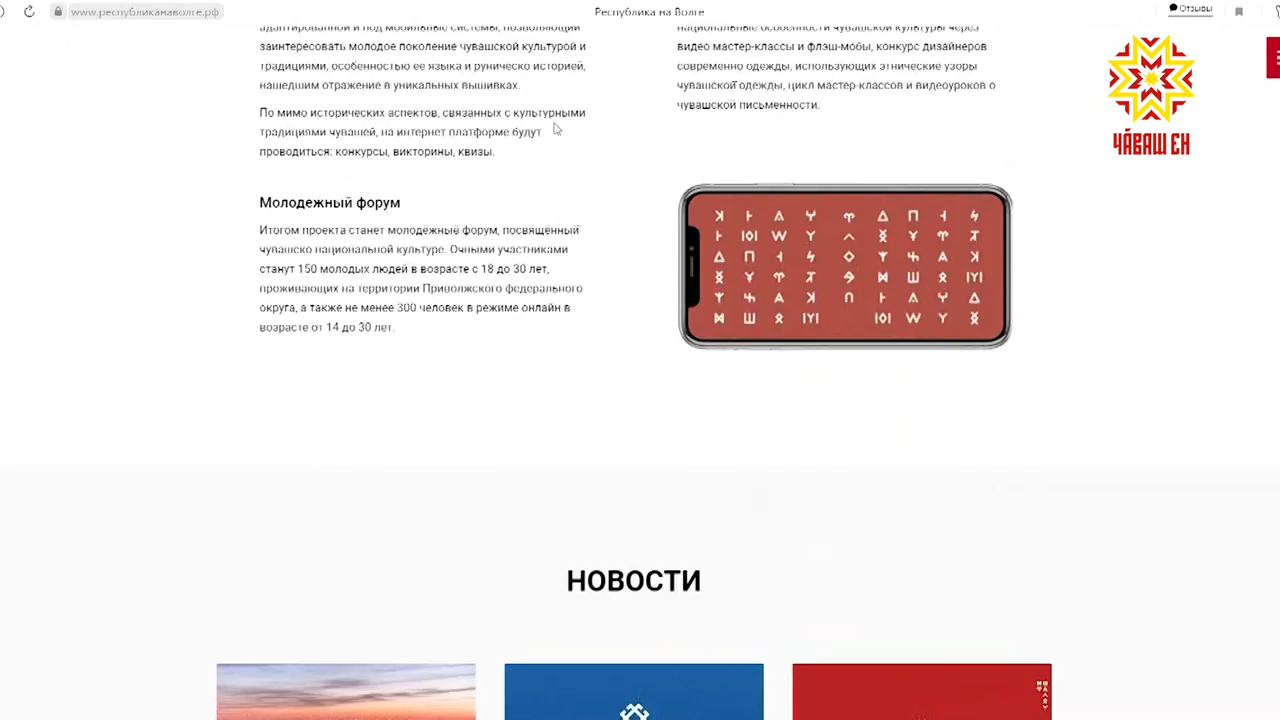 www.республиканаволге.рф
Республика на Волге
Отзывы
адаптированной и под мобильные системы, позволяющий
заинтересовать молодое поколение чувашской культурой и
традициями, особенностью ее языка и руническо историей,
нашедшим отражение в уникальных вышивках.
По мимо исторических аспектов, связанных с культурными
традициями чувашей, на интернет платформе будут
проводиться: конкурсы, викторины, квизы.
Молодежный форум
Итогом проекта станет молодёжные форум, посвящённый
чувашско национальной культуре. Очными участниками
станут 150 молодых людей в возрасте с 18 до 30 лет,
проживающих на территории Приволжского федерального
округа, а также не менее 300 человек в режиме онлайн в
возрасте от 14 до 30 лет.
национальные особенности чувашской культуры через
видео мастер-классы и флэш-мобы, конкурс дизайнеров
современно одежды, использующих этнические узоры
чувашской одежды, цикл мастер-классов и видеоуроков о
чувашской письменности.
ЧӐВАШ ЕН
НОВОСТИ